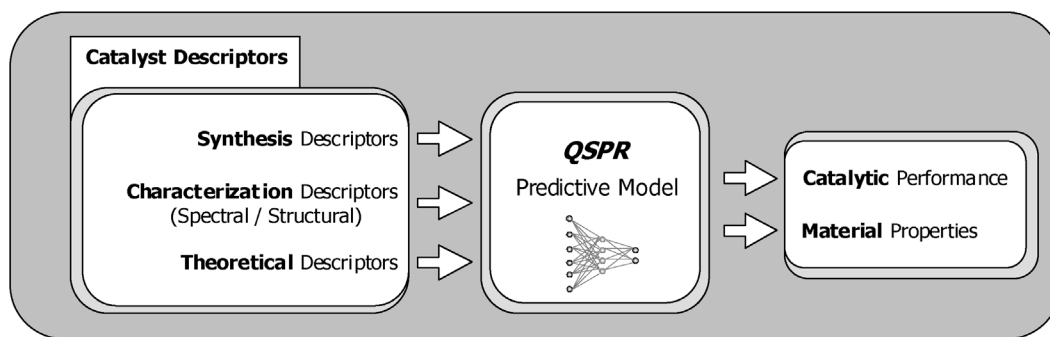 Catalyst Descriptors
Synthesis Descriptors
Characterization Descriptors
(Spectral / Structural)
Theoretical Descriptors
QSPR
Predictive Model
Catalytic Performance
Material Properties